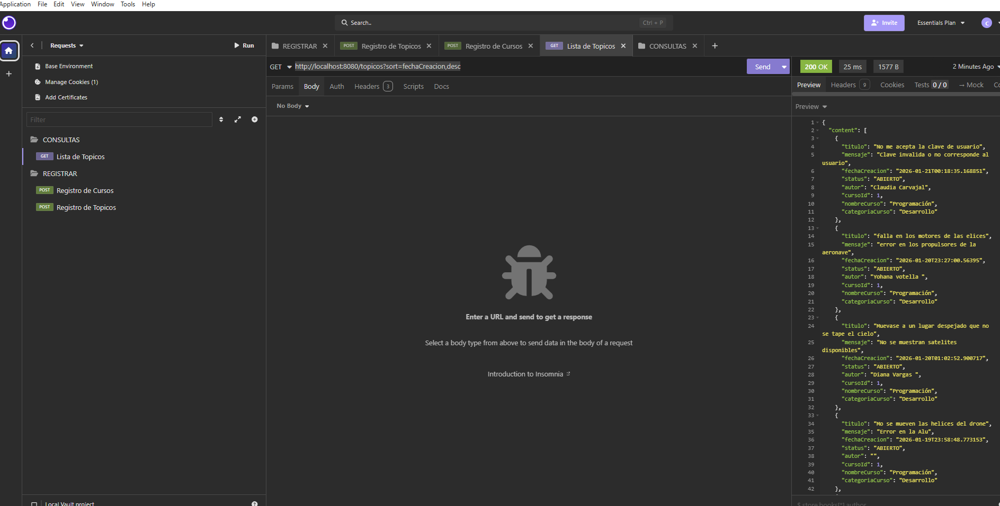 Application File Edit View Window Tools Help
Search.. Ctrl + P
Invite Essentials Plan C
Requests Run
REGISTRAR POST Registro de Topicos POST Registro de Cursos GET Lista de Topicos CONSULTAS
Base Environment
Manage Cookies (1)
Add Certificates
Filter
CONSULTAS
GET Lista de Topicos
REGISTRAR
POST Registro de Cursos
POST Registro de Topicos
Local Vault project
GET http://localhost:8080/topicos?sort=fechaCreacion,desc Send
Params Body Auth Headers 3 Scripts Docs
No Body
Enter a URL and send to get a response
Select a body type from above to send data in the body of a request
Introduction to Insomnia
200 OK 25 ms 1577 B 2 Minutes Ago
Preview Headers 9 Cookies Tests 0 / 0 → Mock Co
Preview
1 {
2 "content": [
3 {
4 "titulo": "No me acepta la clave de usuario",
5 "mensaje": "Clave invalida o no corresponde al
usuario",
6 "fechaCreacion": "2026-01-21T00:18:35.168851",
7 "status": "ABIERTO",
8 "autor": "Claudia Carvajal",
9 "cursoId": 1,
10 "nombreCurso": "Programación",
11 "categoriaCurso": "Desarrollo"
12 },
13 {
14 "titulo": "falla en los motores de las elices",
15 "mensaje": "error en los propulsores de la
aeronave",
16 "fechaCreacion": "2026-01-20T23:27:00.56395",
17 "status": "ABIERTO",
18 "autor": "Yohana votella ",
19 "cursoId": 1,
20 "nombreCurso": "Programación",
21 "categoriaCurso": "Desarrollo"
22 },
23 {
24 "titulo": "Muevase a un lugar despejado que no
se tape el cielo",
25 "mensaje": "No se muestran satelites
disponibles",
26 "fechaCreacion": "2026-01-20T01:02:52.900717",
27 "status": "ABIERTO",
28 "autor": "Diana Vargas ",
29 "cursoId": 1,
30 "nombreCurso": "Programación",
31 "categoriaCurso": "Desarrollo"
32 },
33 {
34 "titulo": "Mo se mueven las helices del drone",
35 "mensaje": "Error en la Alu",
36 "fechaCreacion": "2026-01-19T23:58:48.773153",
37 "status": "ABIERTO",
38 "autor": "",
39 "cursoId": 1,
40 "nombreCurso": "Programación",
41 "categoriaCurso": "Desarrollo"
42 },
$.store.books[*].author